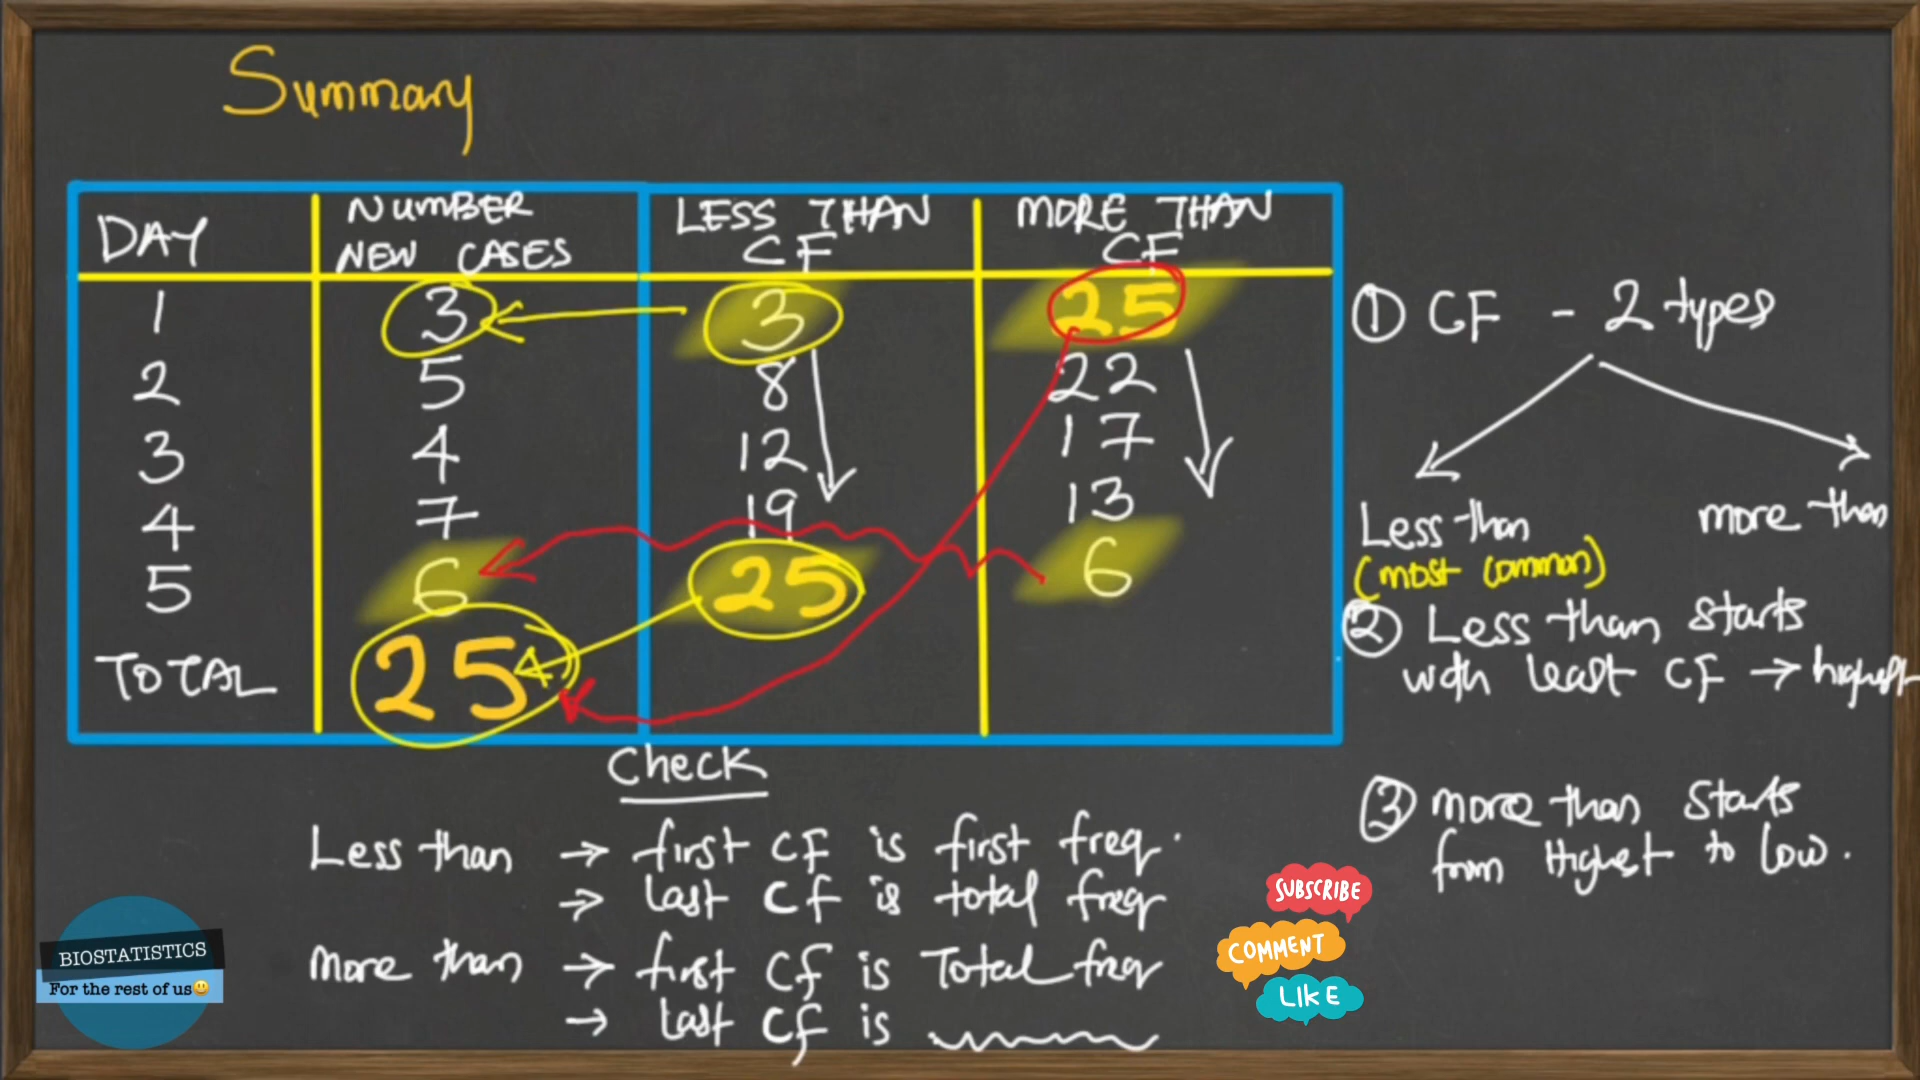 Summary
DAY NUMBER NEW CASES LESS THAN CF MORE THAN CF
1 3 3 25
2 5 8 22
3 4 12 17
4 7 19 13
5 6 25 6
TOTAL 25
① CF - 2 types
Less than more than
(most common)
② Less than starts
with least CF → highest
③ more than starts
from Highest to low.
Check
Less than → first CF is first freq.
→ last CF is total freq
more than → first CF is Total freq
→ last CF is
BIOSTATISTICS
For the rest of us😃
SUBSCRIBE
COMMENT
LIKE